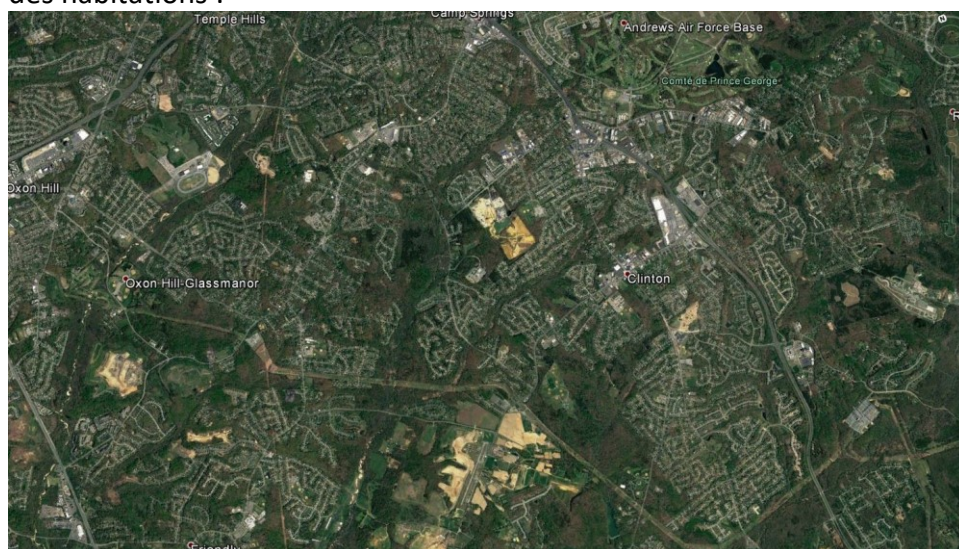 des habitations :
Temple Hills
Camp Springs
Andrews Air Force Base
Comté de Prince George
Oxon Hill
Oxon Hill-Glassmanor
Clinton
Friendly